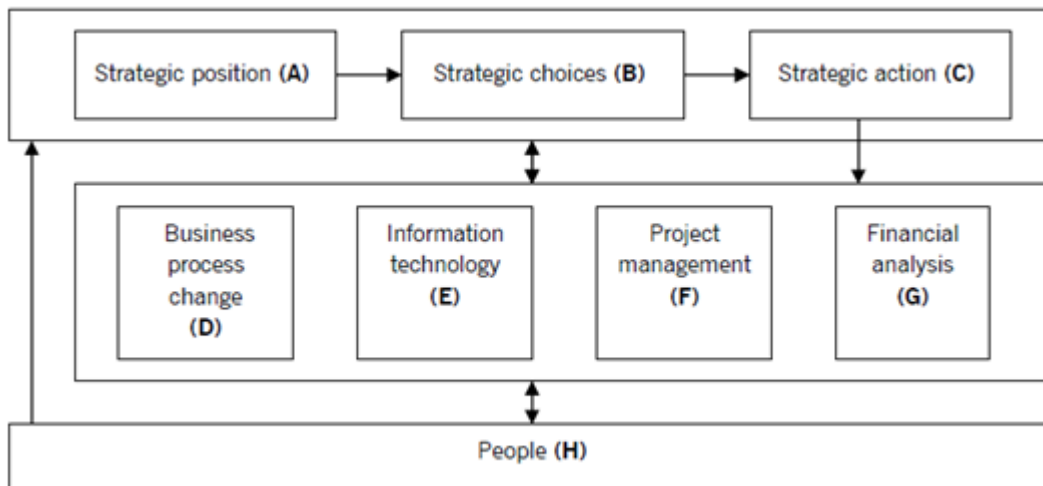 Strategic position (A)
Strategic choices (B)
Strategic action (C)
Business
process
change
(D)
Information
technology
(E)
Project
management
(F)
Financial
analysis
(G)
People (H)